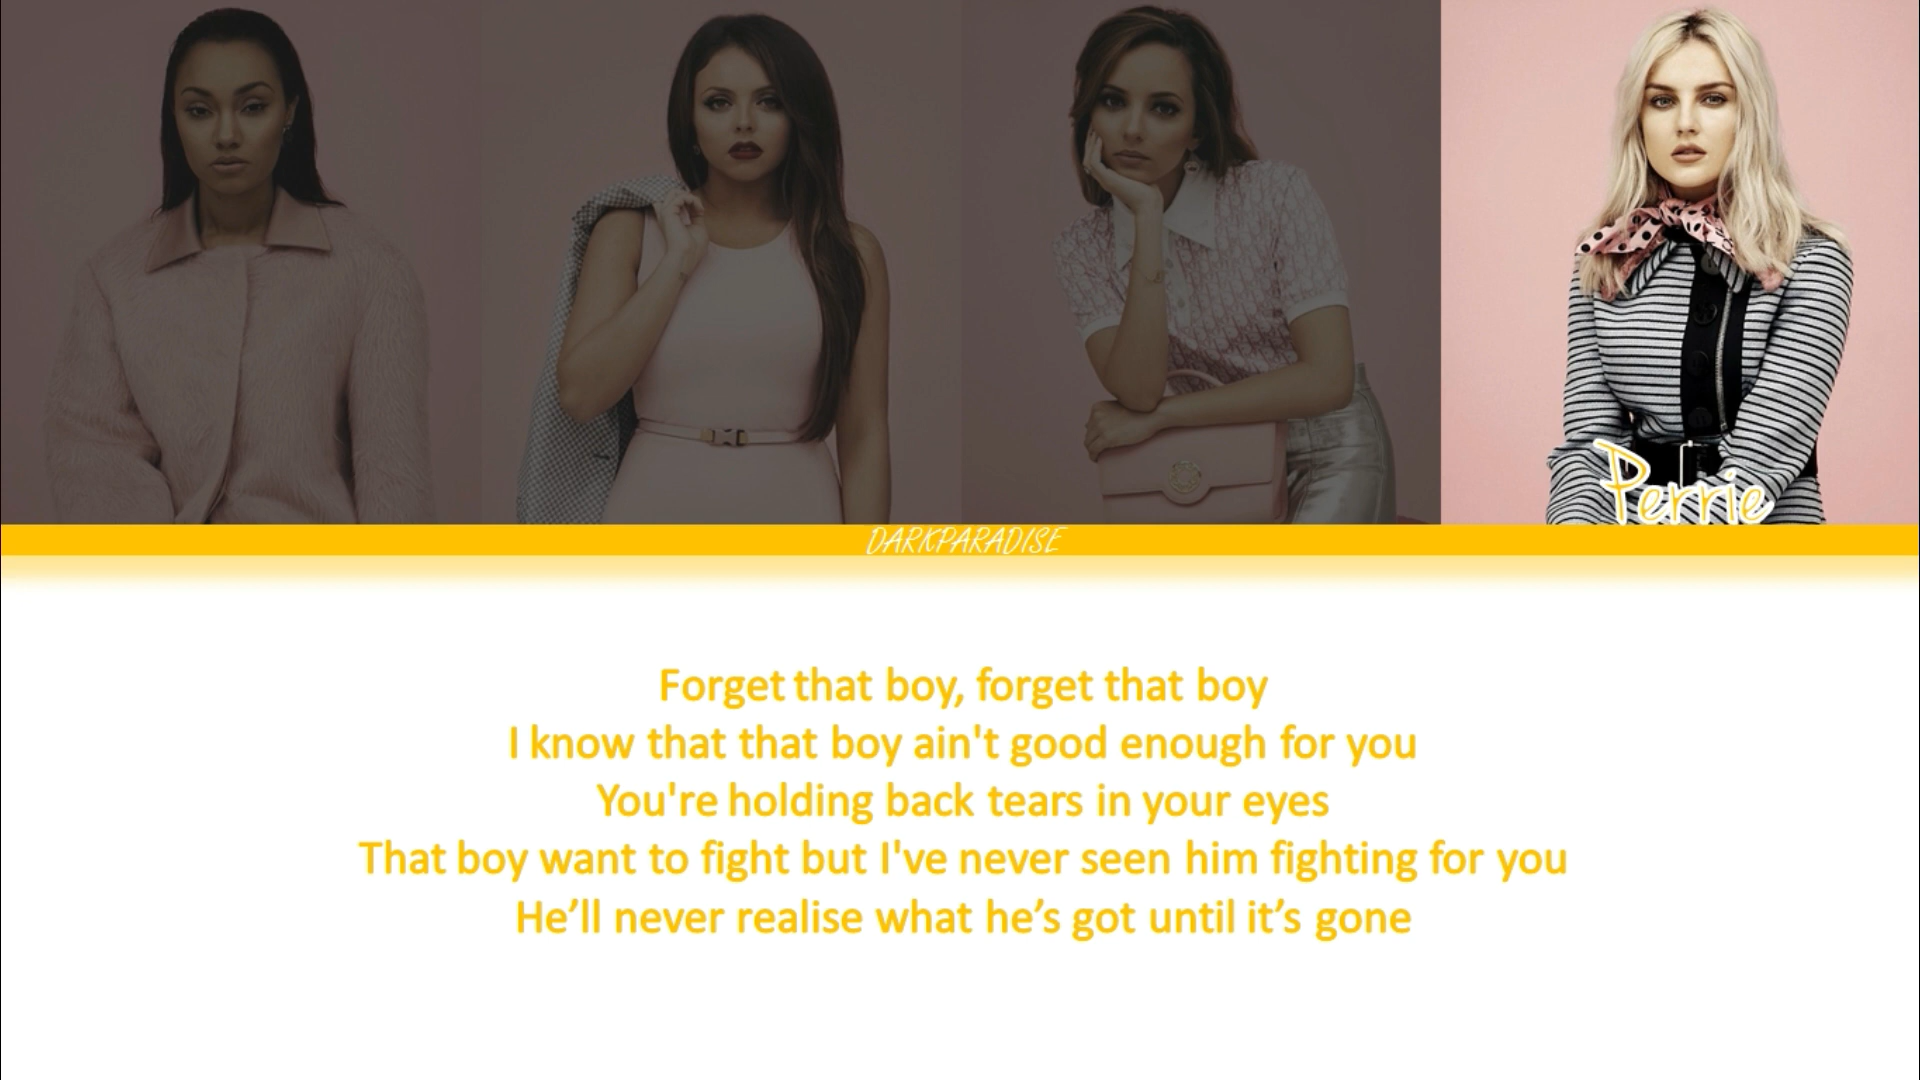 Perrie
DARKPARADISE
Forget that boy, forget that boy
I know that that boy ain't good enough for you
You're holding back tears in your eyes
That boy want to fight but I've never seen him fighting for you
He’ll never realise what he’s got until it’s gone